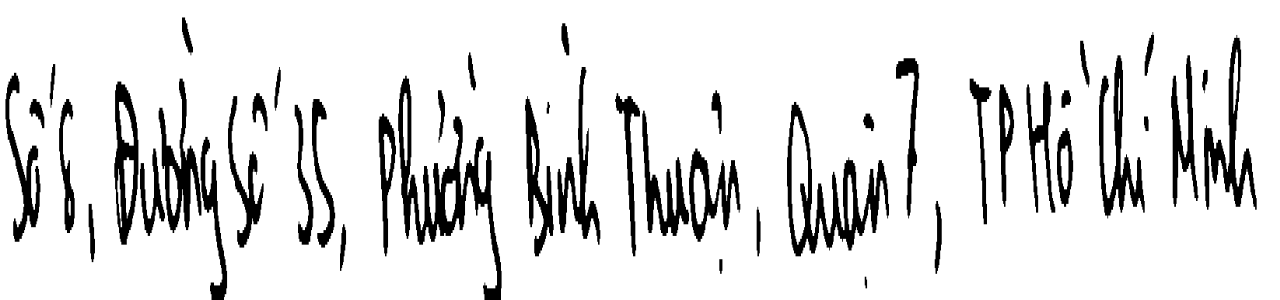 Số 8, Đường Số 35, Phường Bình Thuận, Quận 7, TP Hồ Chí Minh